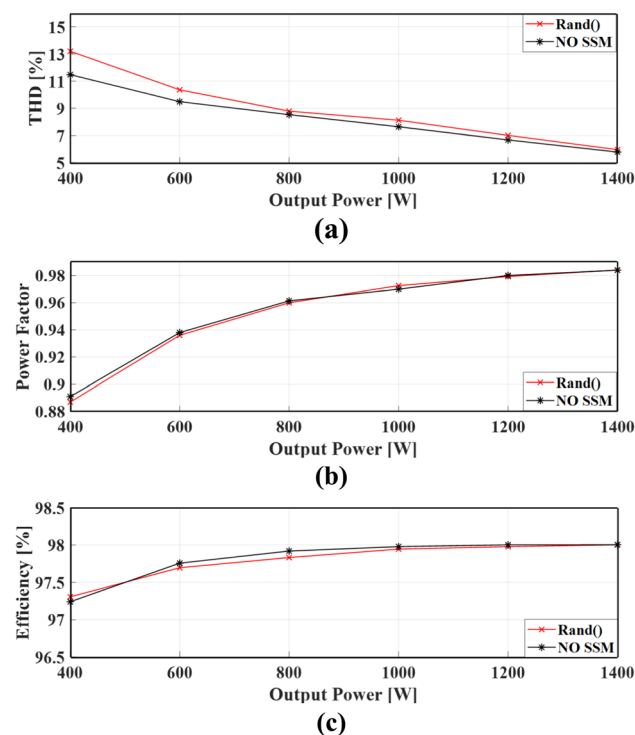 15
13
11
9
7
5
THD [%]
Rand()
NO SSM
400 600 800 1000 1200 1400
Output Power [W]
(a)
0.98
0.96
0.94
0.92
0.9
0.88
Power Factor
Rand()
NO SSM
400 600 800 1000 1200 1400
Output Power [W]
(b)
98.5
98
97.5
97
96.5
Efficiency [%]
Rand()
NO SSM
400 600 800 1000 1200 1400
Output Power [W]
(c)